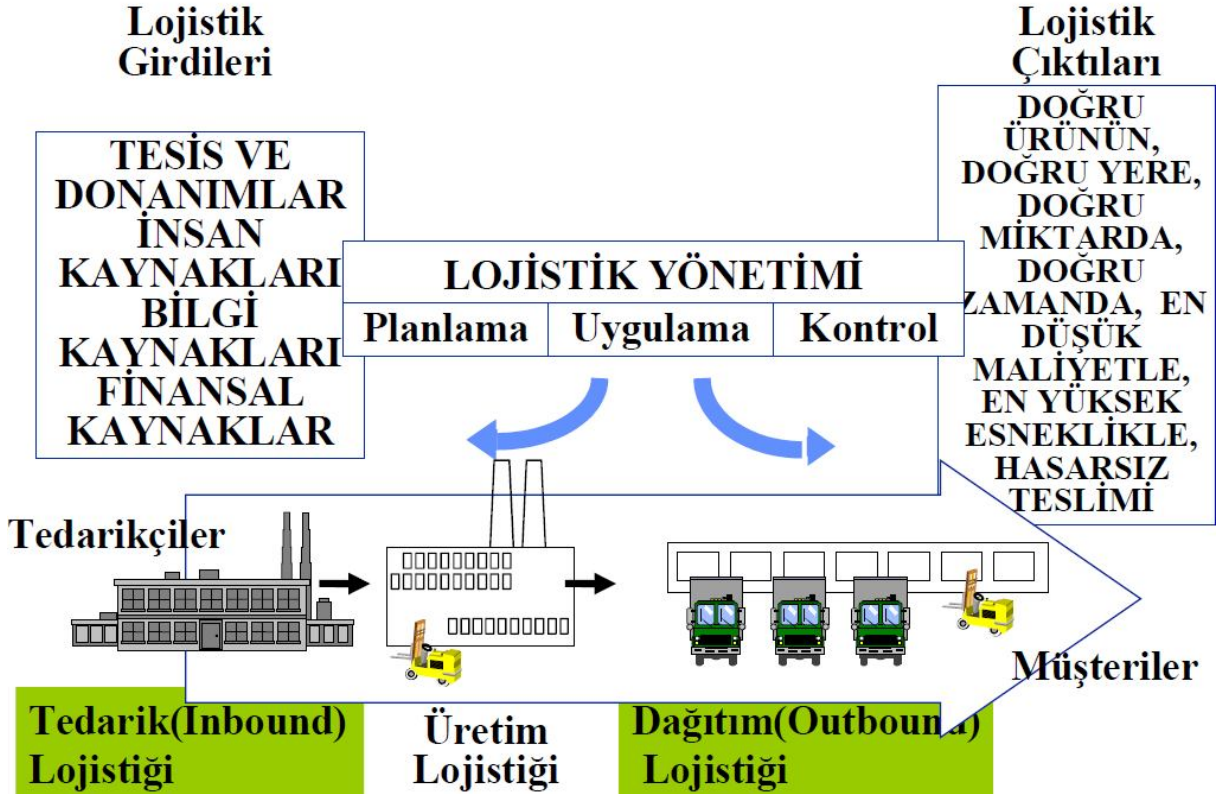 Lojistik
Girdileri
Lojistik
Çıktıları
TESİS VE
DONANIMLAR
İNSAN
KAYNAKLARI
BİLGİ
KAYNAKLARI
FİNANSAL
KAYNAKLAR
LOJİSTİK YÖNETİMİ
Planlama
Uygulama
Kontrol
DOĞRU
ÜRÜNÜN,
DOĞRU YERE,
DOĞRU
MİKTARDA,
DOĞRU
ZAMANDA, EN
DÜŞÜK
MALİYETLE,
EN YÜKSEK
ESNEKLİKLE,
HASARSIZ
TESLİMİ
Tedarikçiler
Müşteriler
Tedarik(Inbound)
Lojistiği
Üretim
Lojistiği
Dağıtım(Outbound)
Lojistiği